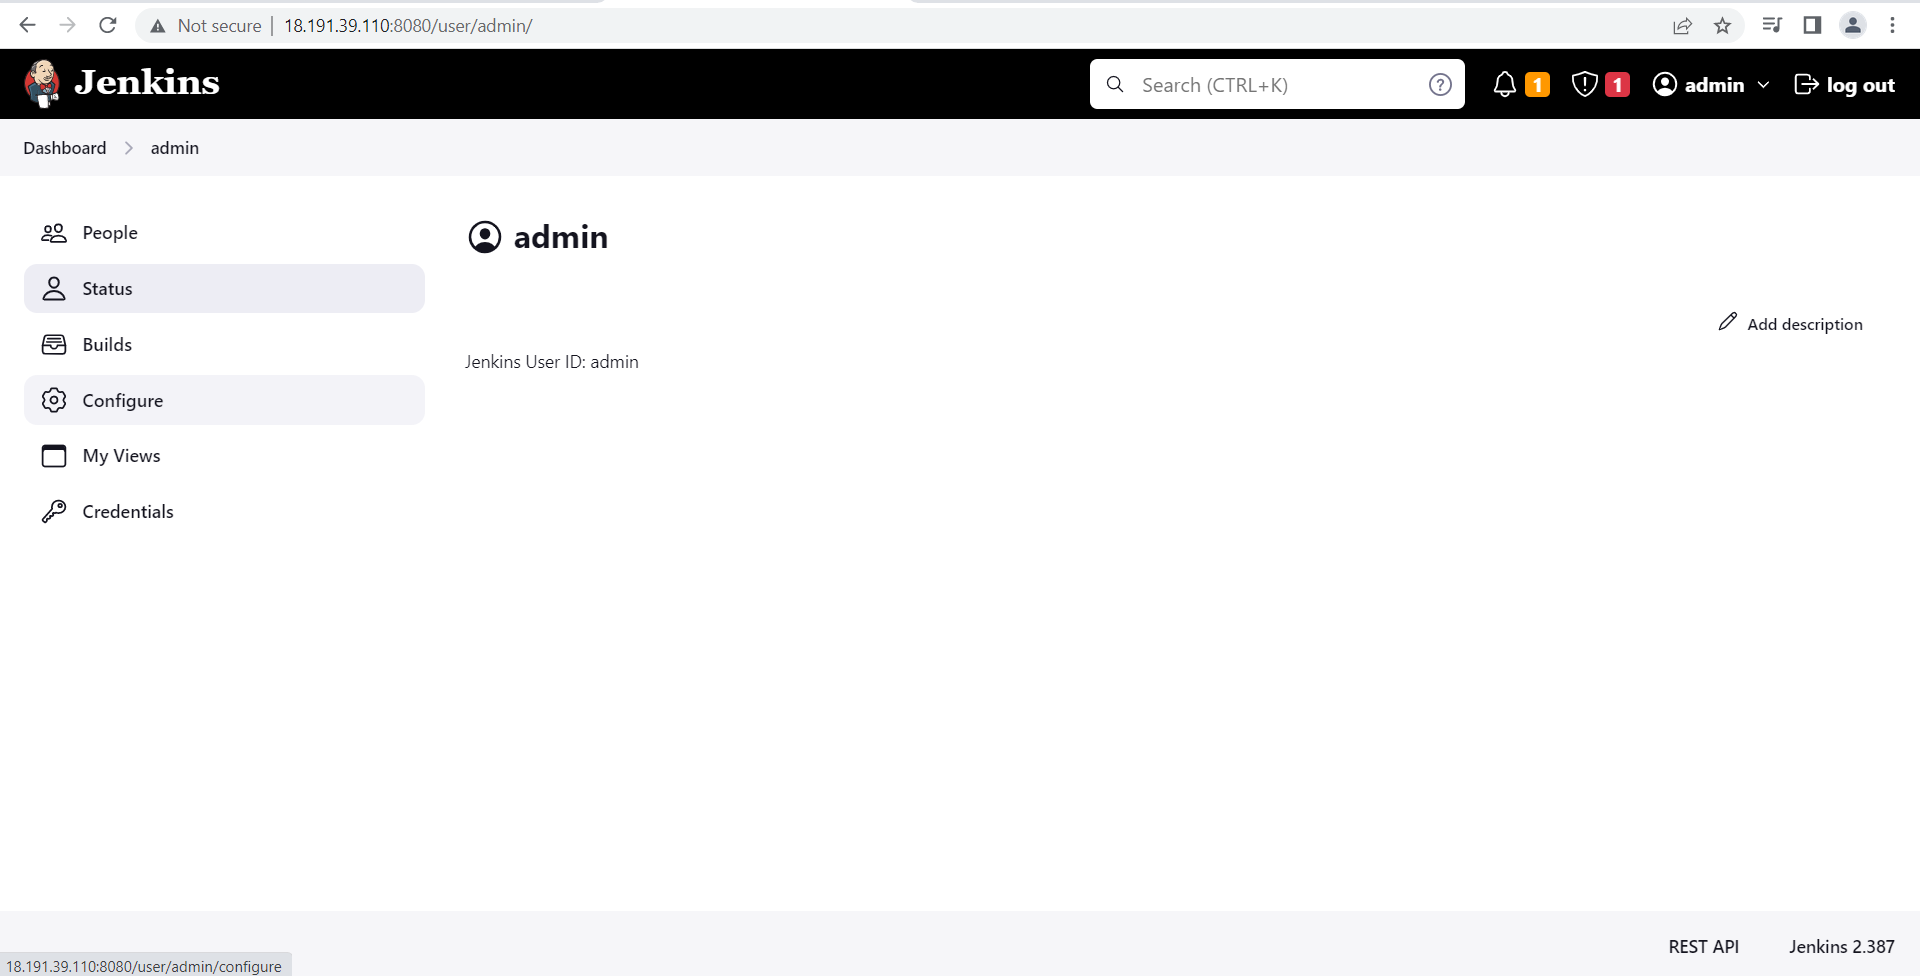 Not secure | 18.191.39.110:8080/user/admin/
Jenkins
Search (CTRL+K)
?
1
1
admin
log out
Dashboard > admin
People
Status
Builds
Configure
My Views
Credentials
admin
Add description
Jenkins User ID: admin
REST API
Jenkins 2.387
18.191.39.110:8080/user/admin/configure